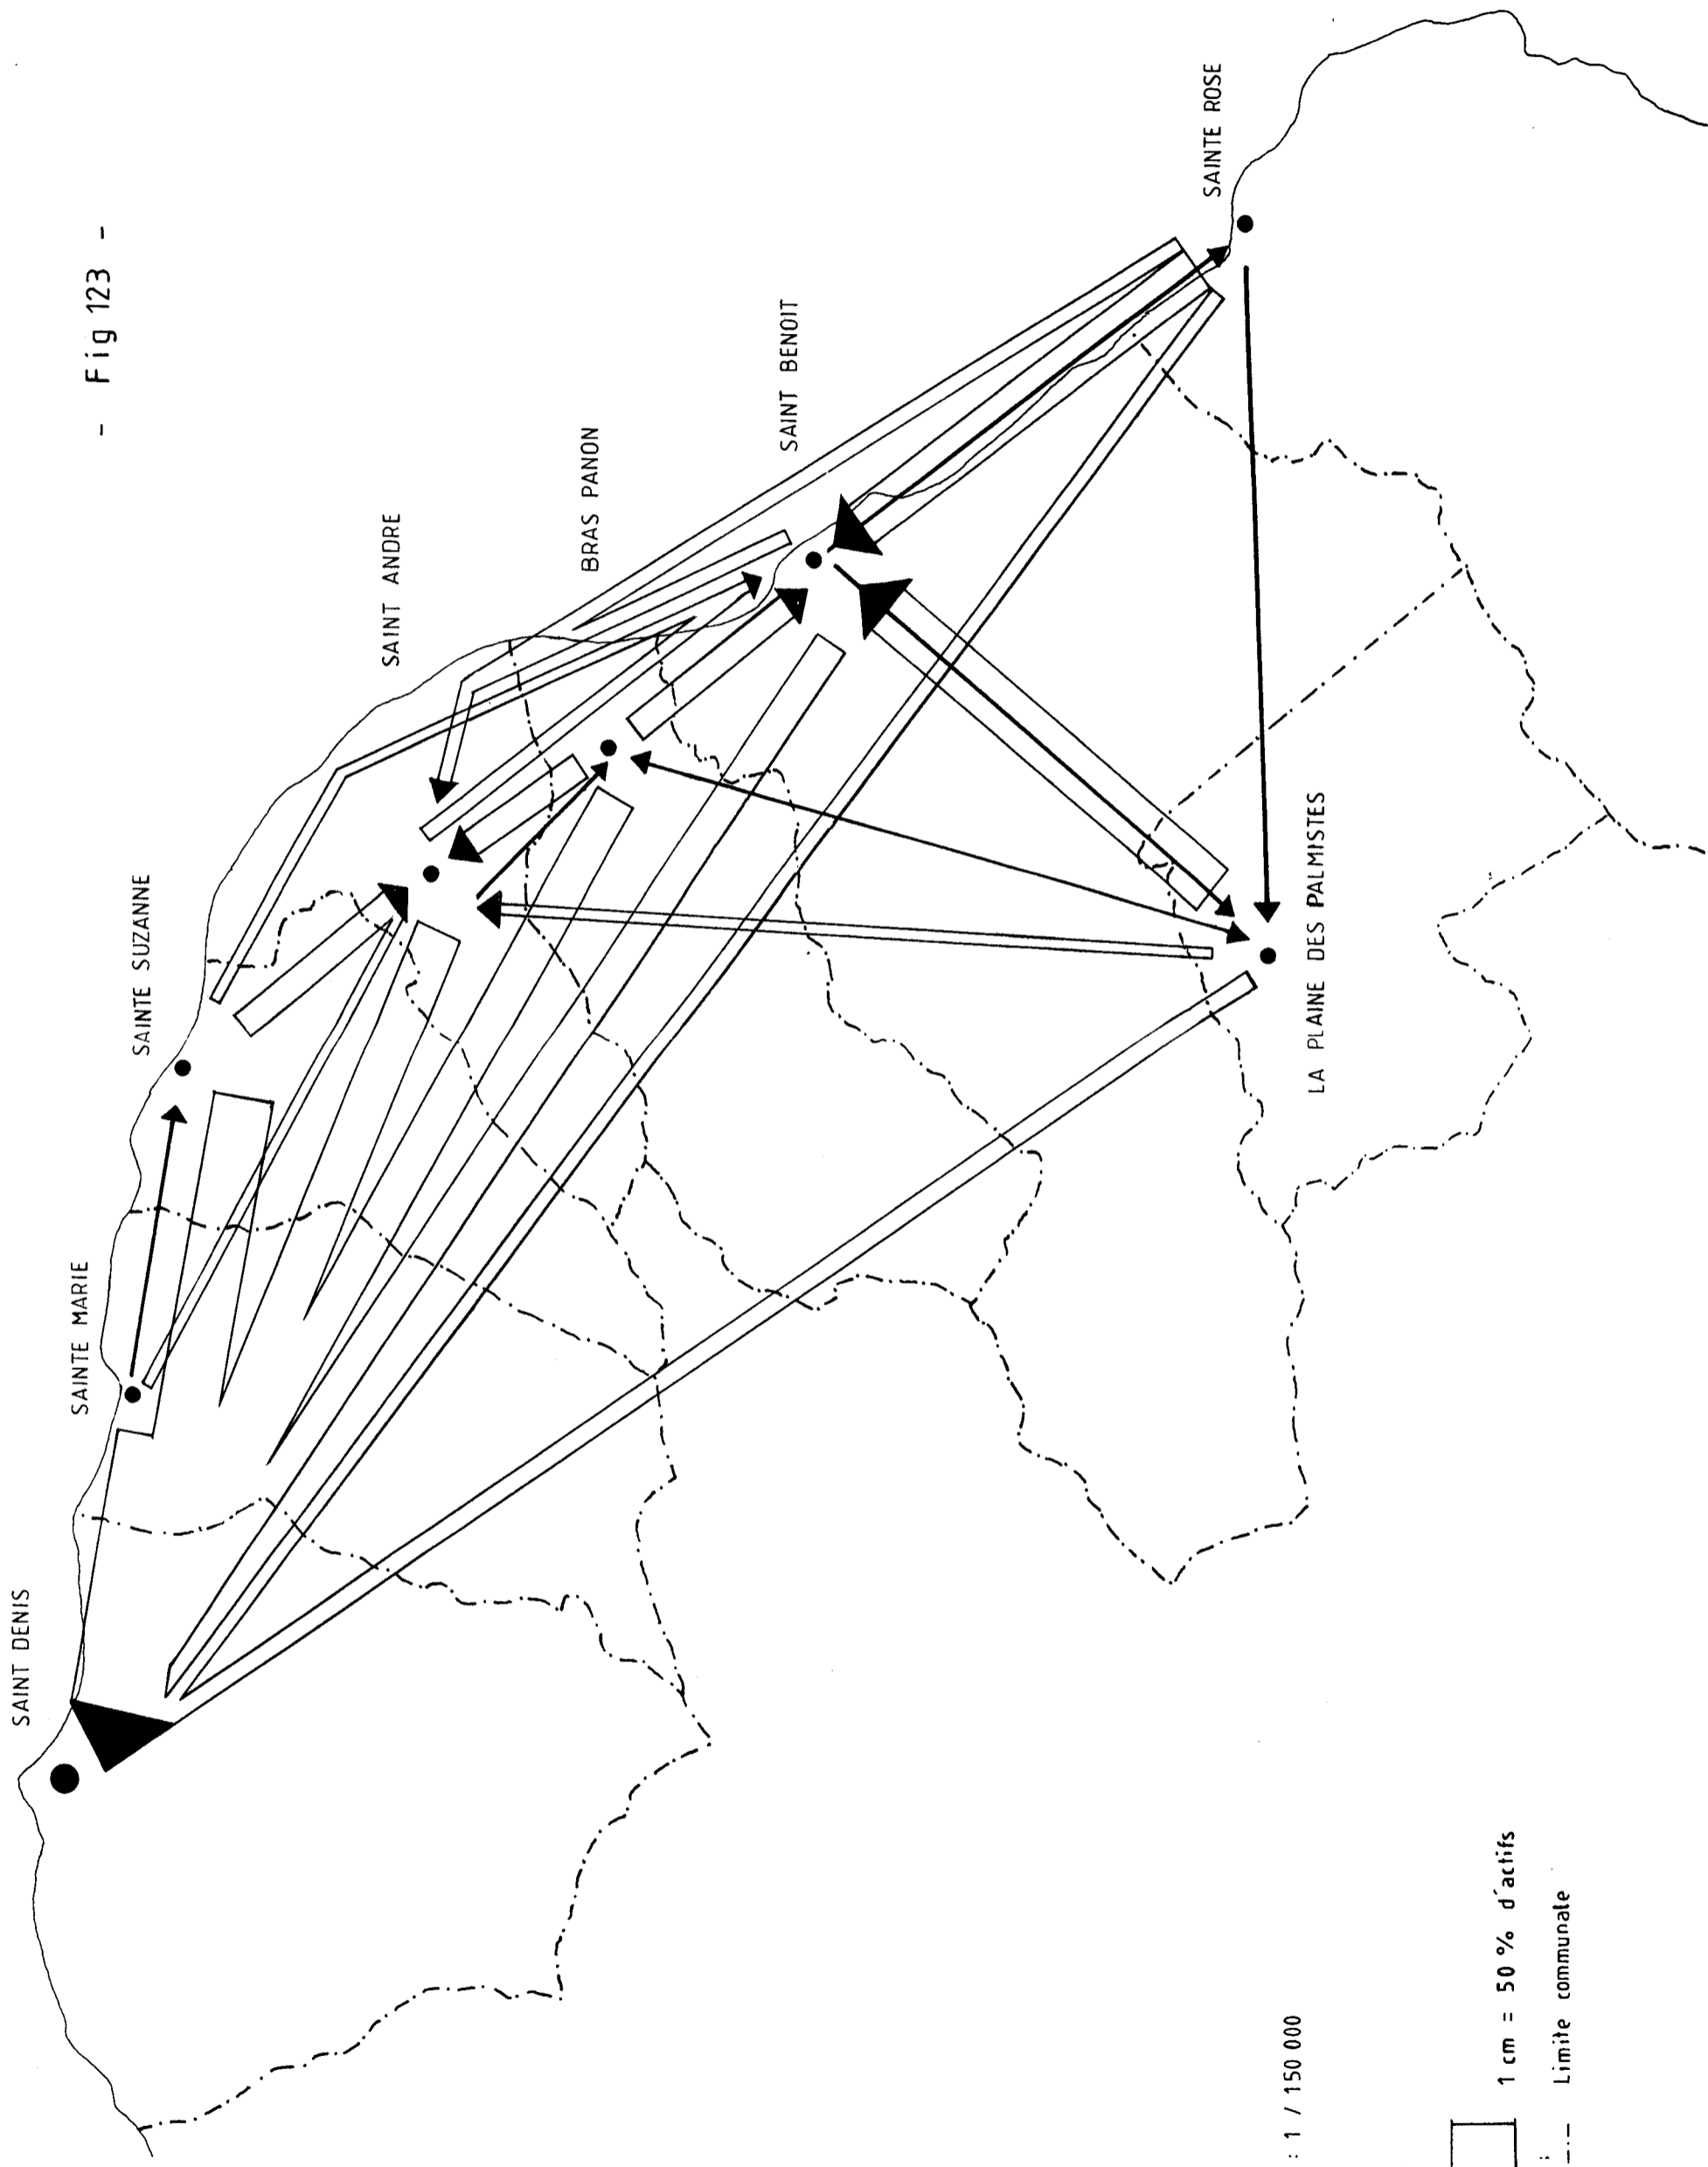 - Fig 123 -
SAINT DENIS
SAINTE MARIE
SAINTE SUZANNE
SAINT ANDRE
BRAS PANON
SAINT BENOIT
SAINTE ROSE
LA PLAINE DES PALMISTES
: 1 / 150 000
1 cm = 50 % d'actifs
Limite communale